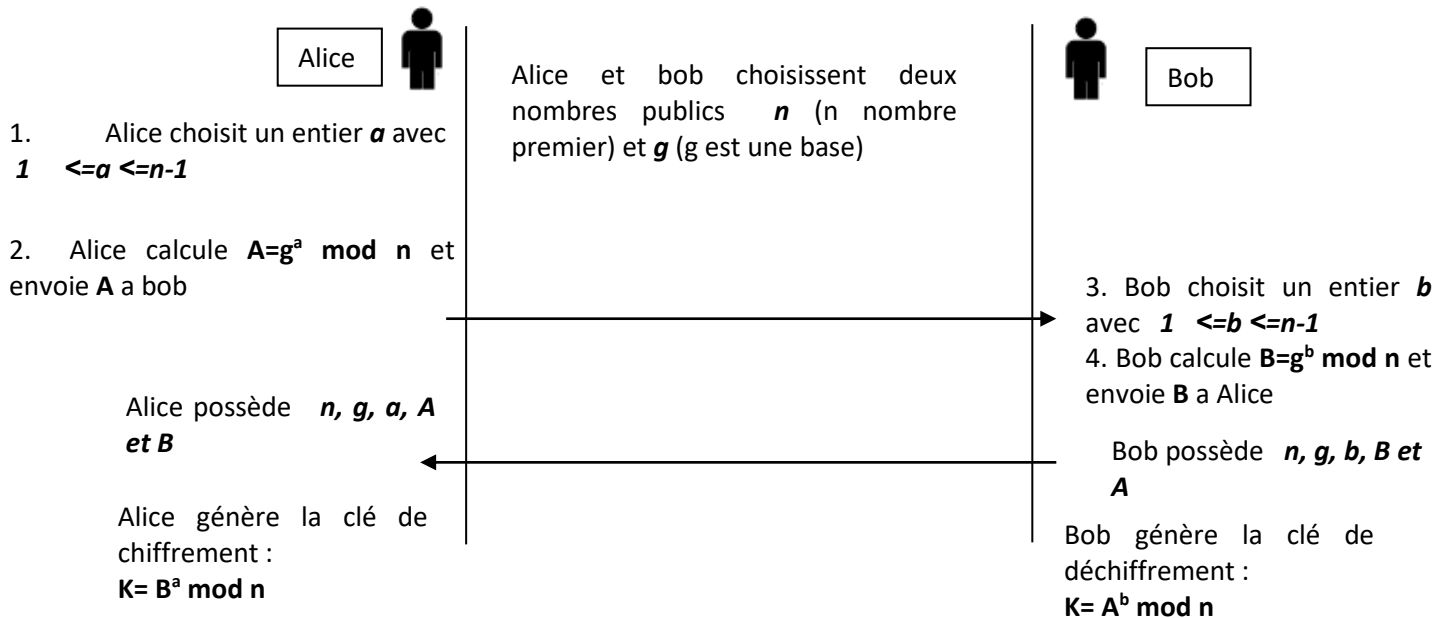 Alice
Alice et bob choisissent deux
nombres publics n (n nombre
premier) et g (g est une base)
Bob
1. Alice choisit un entier a avec
1 <=a <=n-1
2. Alice calcule A=gᵃ mod n et
envoie A a bob
3. Bob choisit un entier b
avec 1 <=b <=n-1
4. Bob calcule B=gᵇ mod n et
envoie B a Alice
Alice possède n, g, a, A
et B
Bob possède n, g, b, B et
A
Alice génère la clé de
chiffrement :
K= Bᵃ mod n
Bob génère la clé de
déchiffrement :
K= Aᵇ mod n